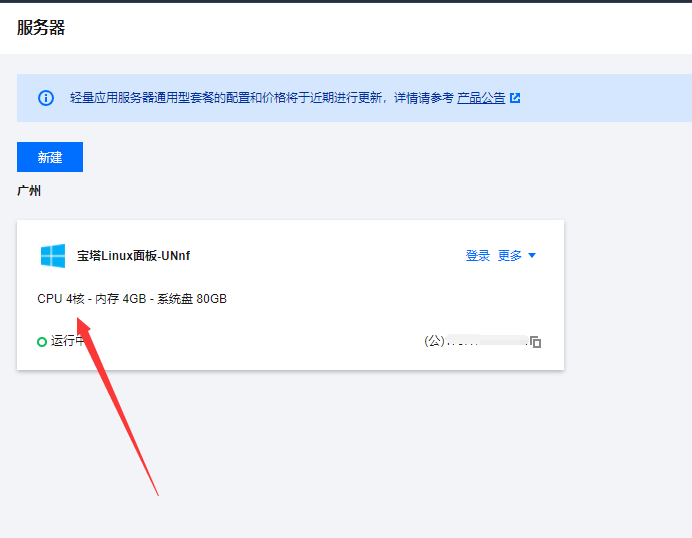 服务器
轻量应用服务器通用型套餐的配置和价格将于近期进行更新，详情请参考 产品公告
新建
广州
宝塔Linux面板-UNnf 登录 更多
CPU 4核 - 内存 4GB - 系统盘 80GB
运行中 (公)